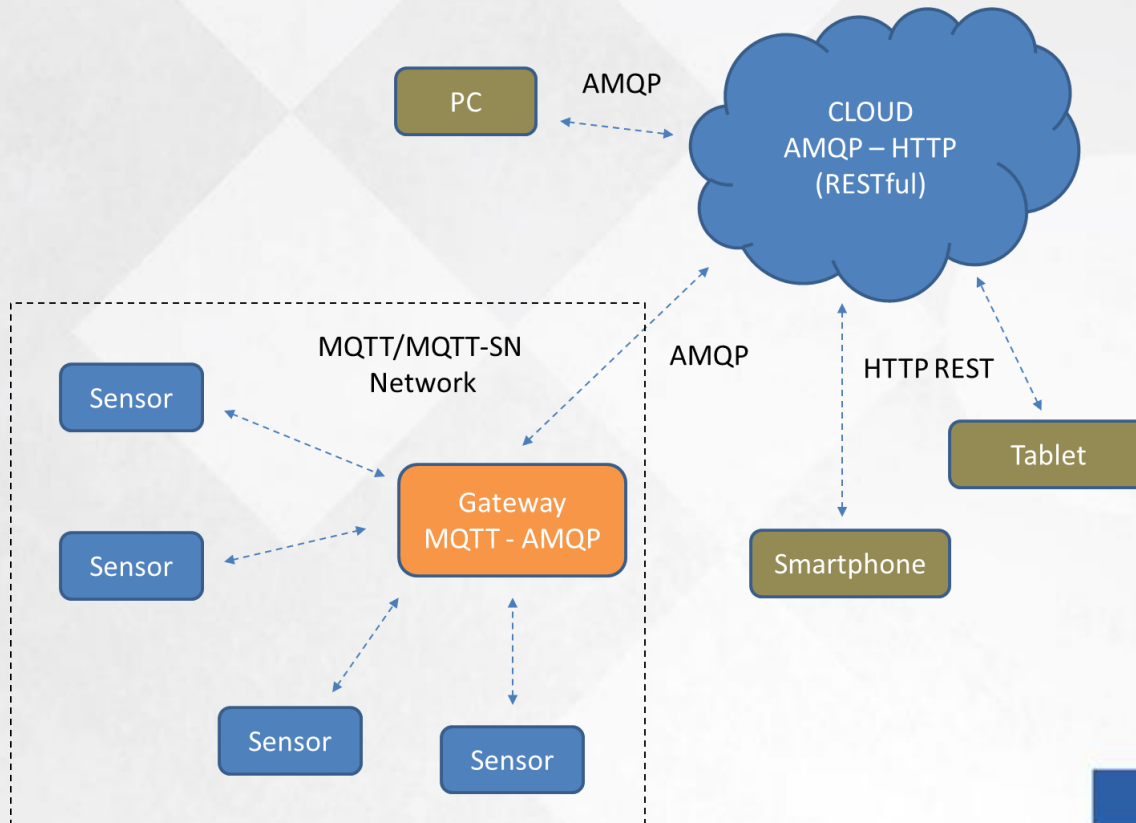 PC
AMQP
CLOUD
AMQP – HTTP
(RESTful)
MQTT/MQTT-SN
Network
AMQP
HTTP REST
Sensor
Tablet
Gateway
MQTT - AMQP
Sensor
Smartphone
Sensor
Sensor